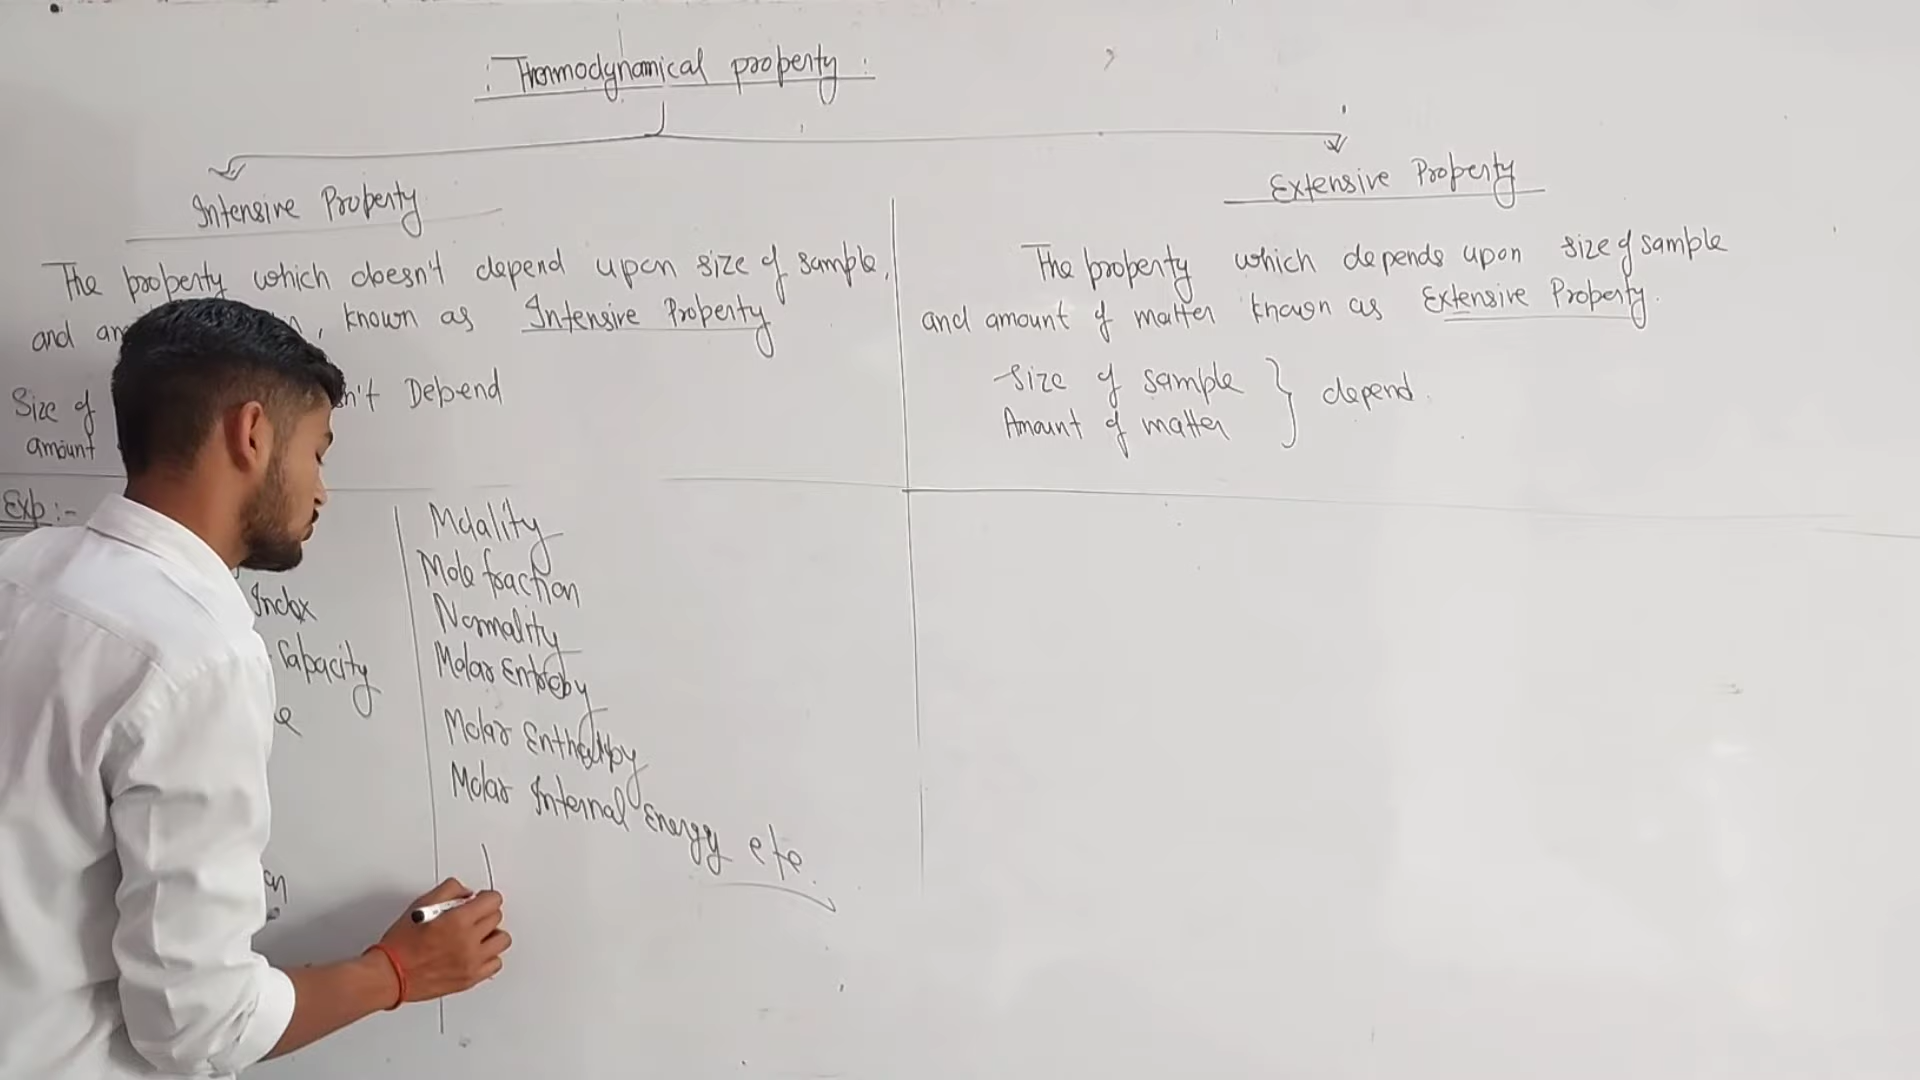 : Thermodynamical property :
Intensive Property
The property which doesn't depend upon size of sample,
and , known as Intensive Property
Size of Depend
amount
Exp :-
Index
Capacity
Molality
Mole fraction
Normality
Molar Entropy
Molar Enthalpy
Molar Internal Energy etc.
Extensive Property
The property which depends upon size of sample
and amount of matter known as Extensive Property.
Size of sample
Amount of matter } depend.